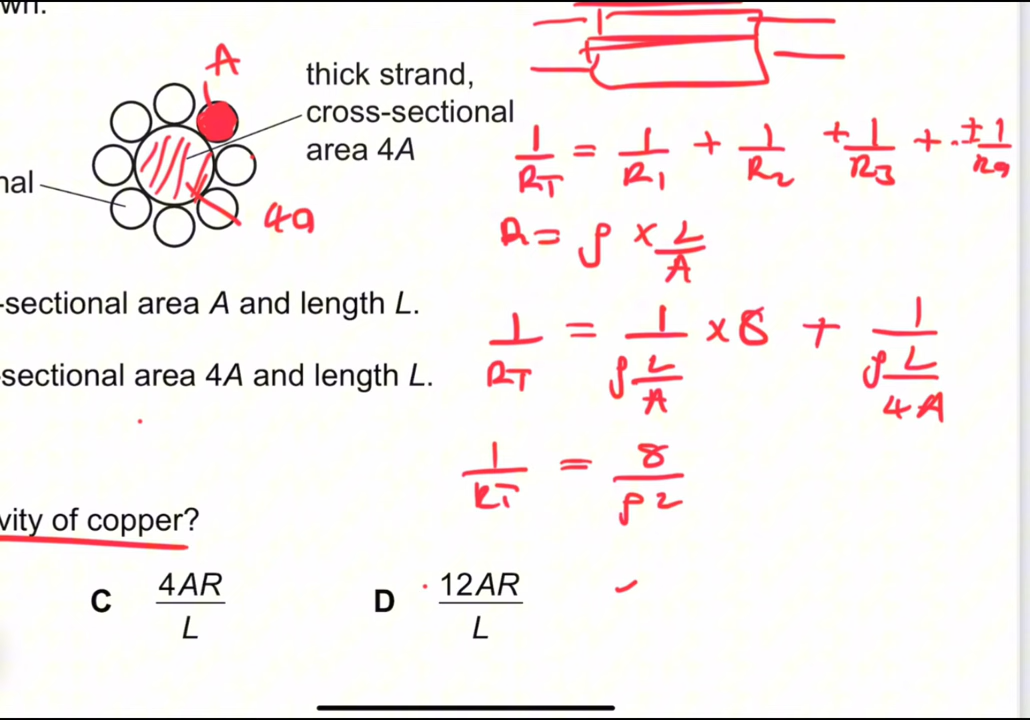 wn.
A
thick strand,
cross-sectional
area 4A
nal
4a
1/RT = 1/R1 + 1/R2 + 1/R3 + .. ± 1/R9
R = ρ × L/A
-sectional area A and length L.
1/RT = 1/ρ L/A × 8 + 1/ρ L/4A
-sectional area 4A and length L.
1/RT = 8/ρ L
vity of copper?
C 4AR/L D 12AR/L